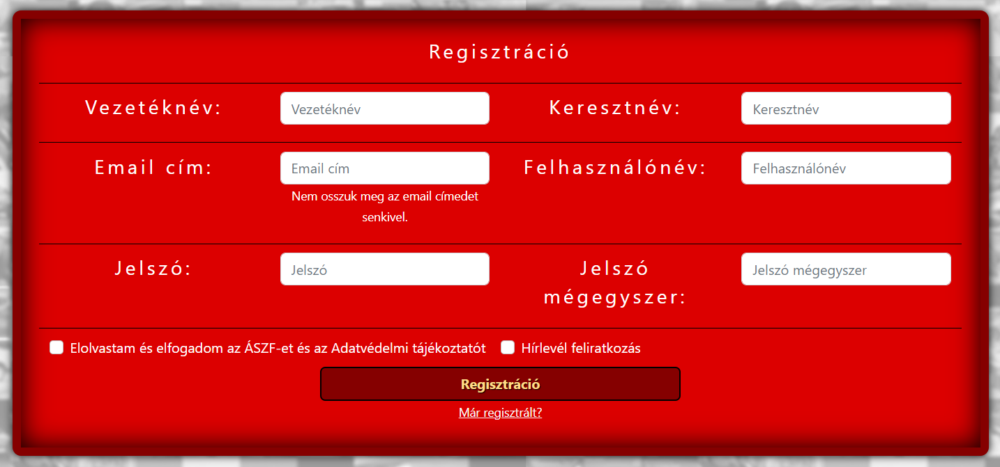 Regisztráció
Vezetéknév:
Vezetéknév
Keresztnév:
Keresztnév
Email cím:
Email cím
Nem osszuk meg az email címedet
senkivel.
Felhasználónév:
Felhasználónév
Jelszó:
Jelszó
Jelszó
mégegyszer:
Jelszó mégegyszer
Elolvastam és elfogadom az ÁSZF-et és az Adatvédelmi tájékoztatót
Hírlevél feliratkozás
Regisztráció
Már regisztrált?